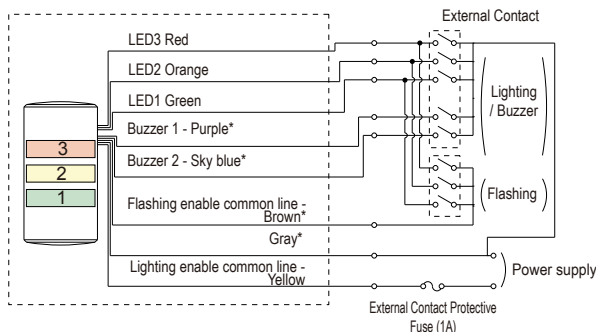 External Contact
LED3 Red
LED2 Orange
LED1 Green
Buzzer 1 - Purple*
Buzzer 2 - Sky blue*
3
2
1
Lighting
/ Buzzer
Flashing
Flashing enable common line -
Brown*
Gray*
Lighting enable common line -
Yellow
Power supply
External Contact Protective
Fuse (1A)